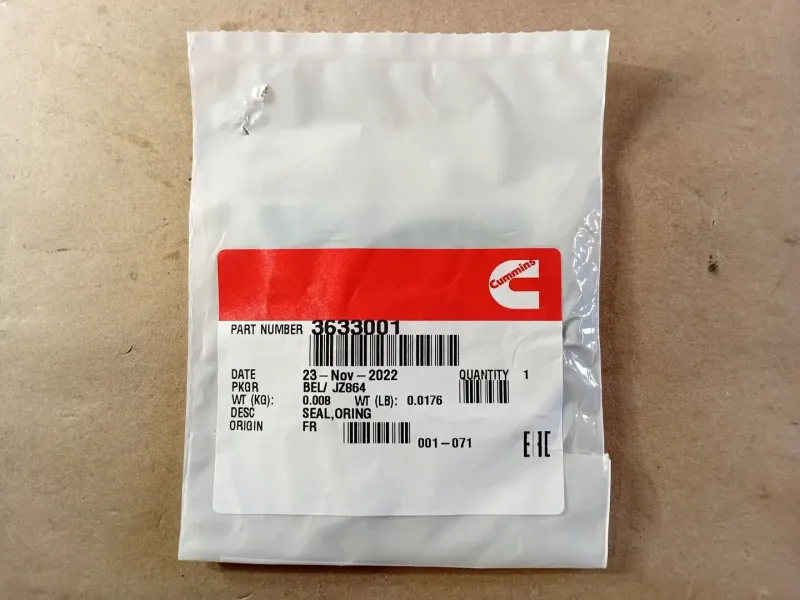 Cummins
PART NUMBER 3633001
DATE 23-Nov-2022 QUANTITY 1
PKGR BEL/ JZ864
WT (KG): 0.008 WT (LB): 0.0176
DESC SEAL,ORING
ORIGIN FR
001-071
EAC